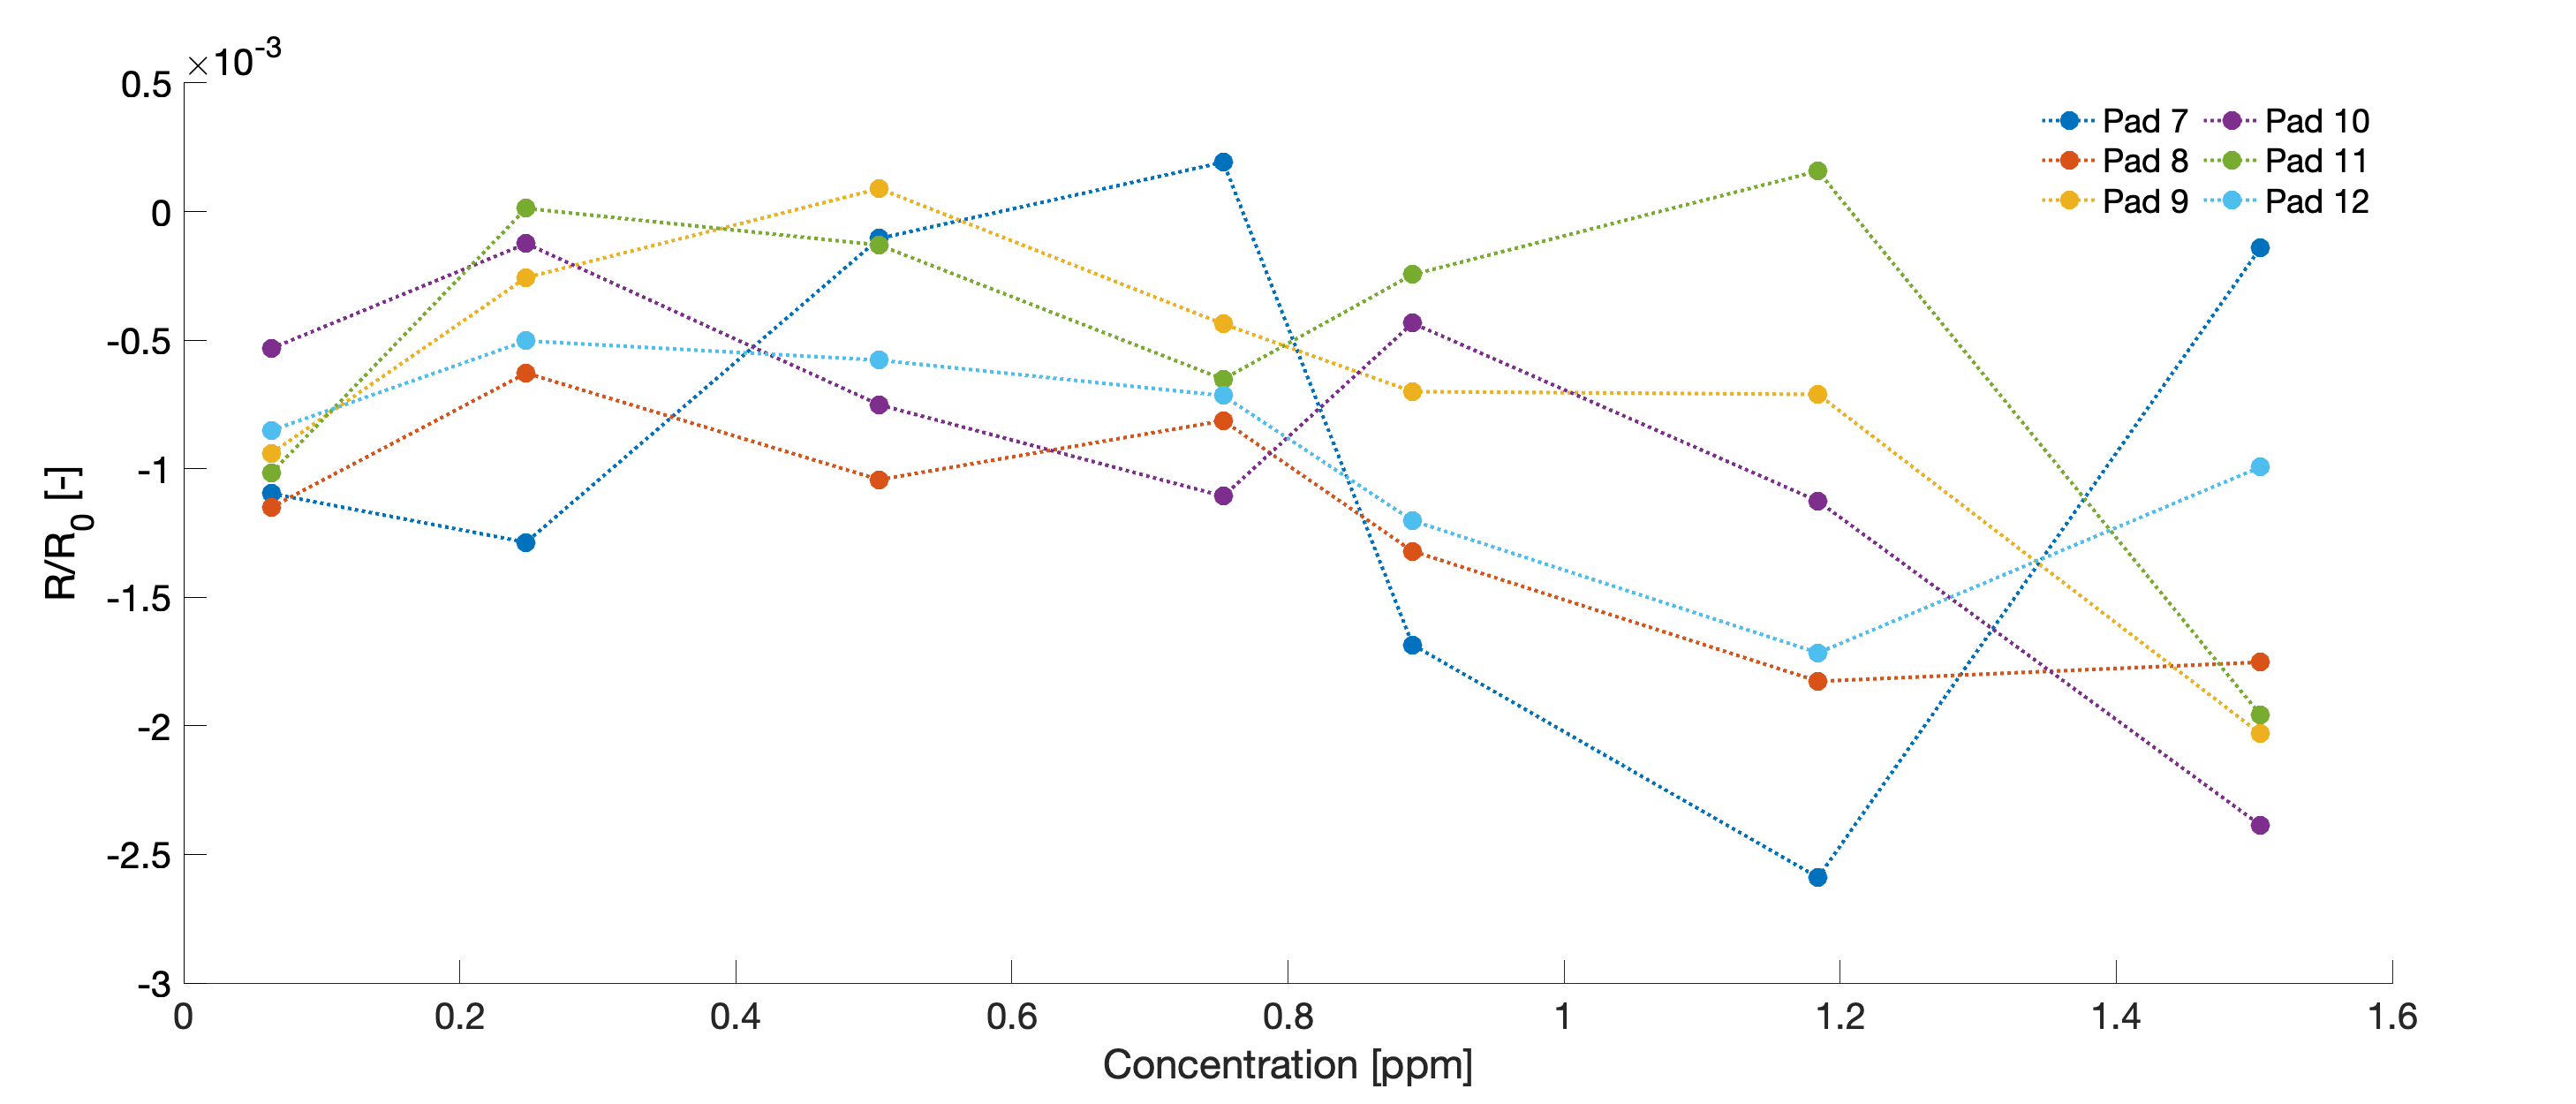 ×10-3
0.5
0
-0.5
-1
-1.5
-2
-2.5
-3
R/R0 [-]
0 0.2 0.4 0.6 0.8 1 1.2 1.4 1.6
Concentration [ppm]
Pad 7 Pad 10
Pad 8 Pad 11
Pad 9 Pad 12